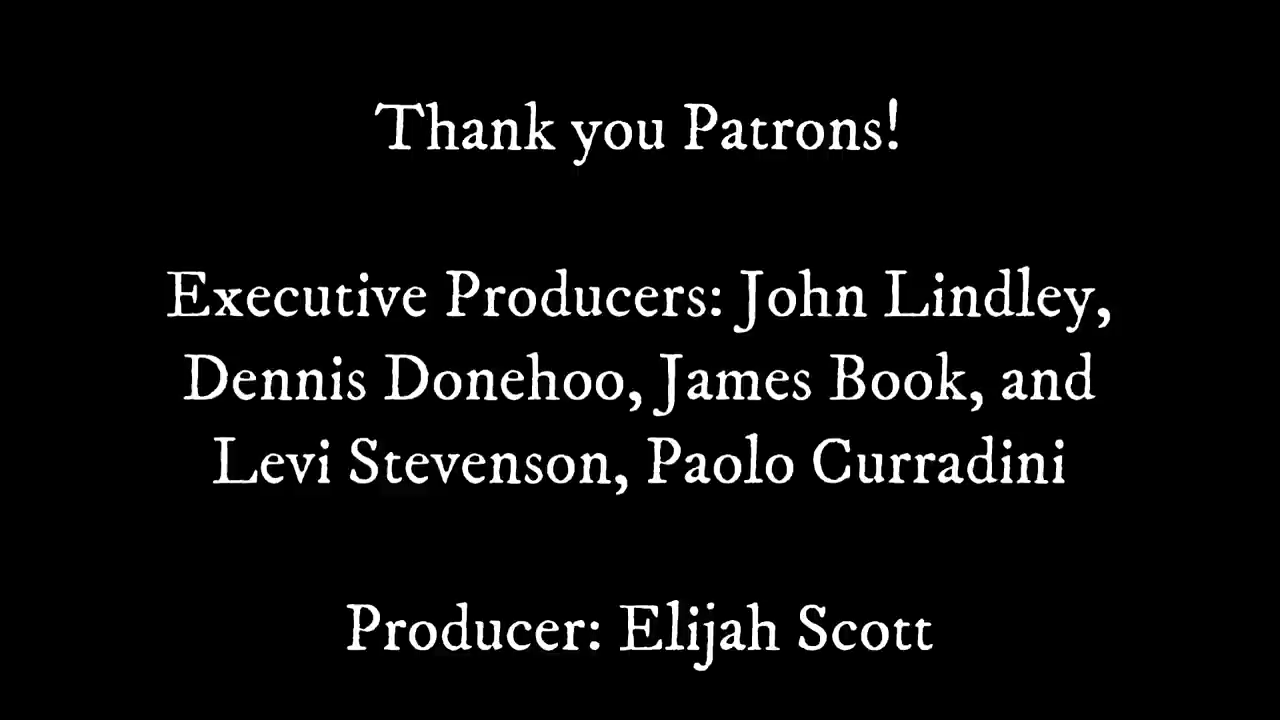 Thank you Patrons!
Executive Producers: John Lindley,
Dennis Donehoo, James Book, and
Levi Stevenson, Paolo Curradini
Producer: Elijah Scott